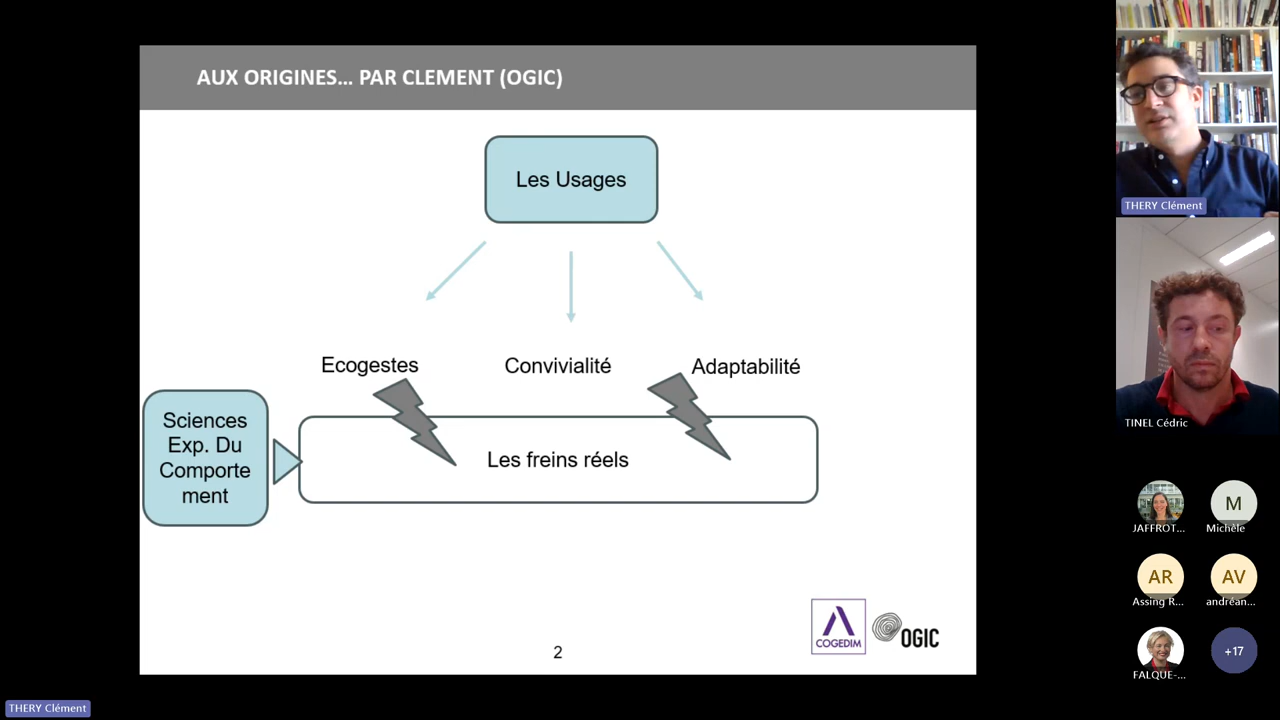 AUX ORIGINES... PAR CLEMENT (OGIC)
Les Usages
Ecogestes
Convivialité
Adaptabilité
Sciences
Exp. Du
Comporte
ment
Les freins réels
COGEDIM
OGIC
2
THERY Clément
TINEL Cédric
JAFFROT...
Michèle
M
AR
AV
Assing R...
andréan...
FALQUE-...
+17
THERY Clément